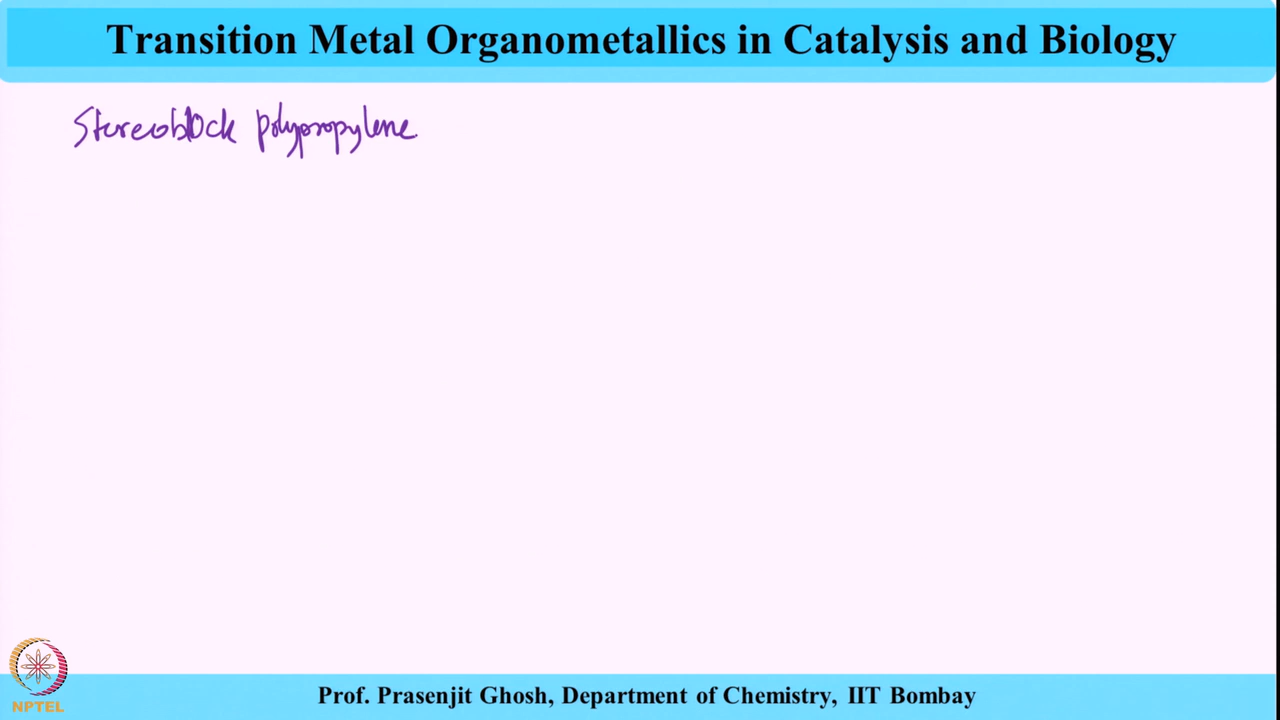 Transition Metal Organometallics in Catalysis and Biology
Stereoblock polypropylene.
NPTEL
Prof. Prasenjit Ghosh, Department of Chemistry, IIT Bombay